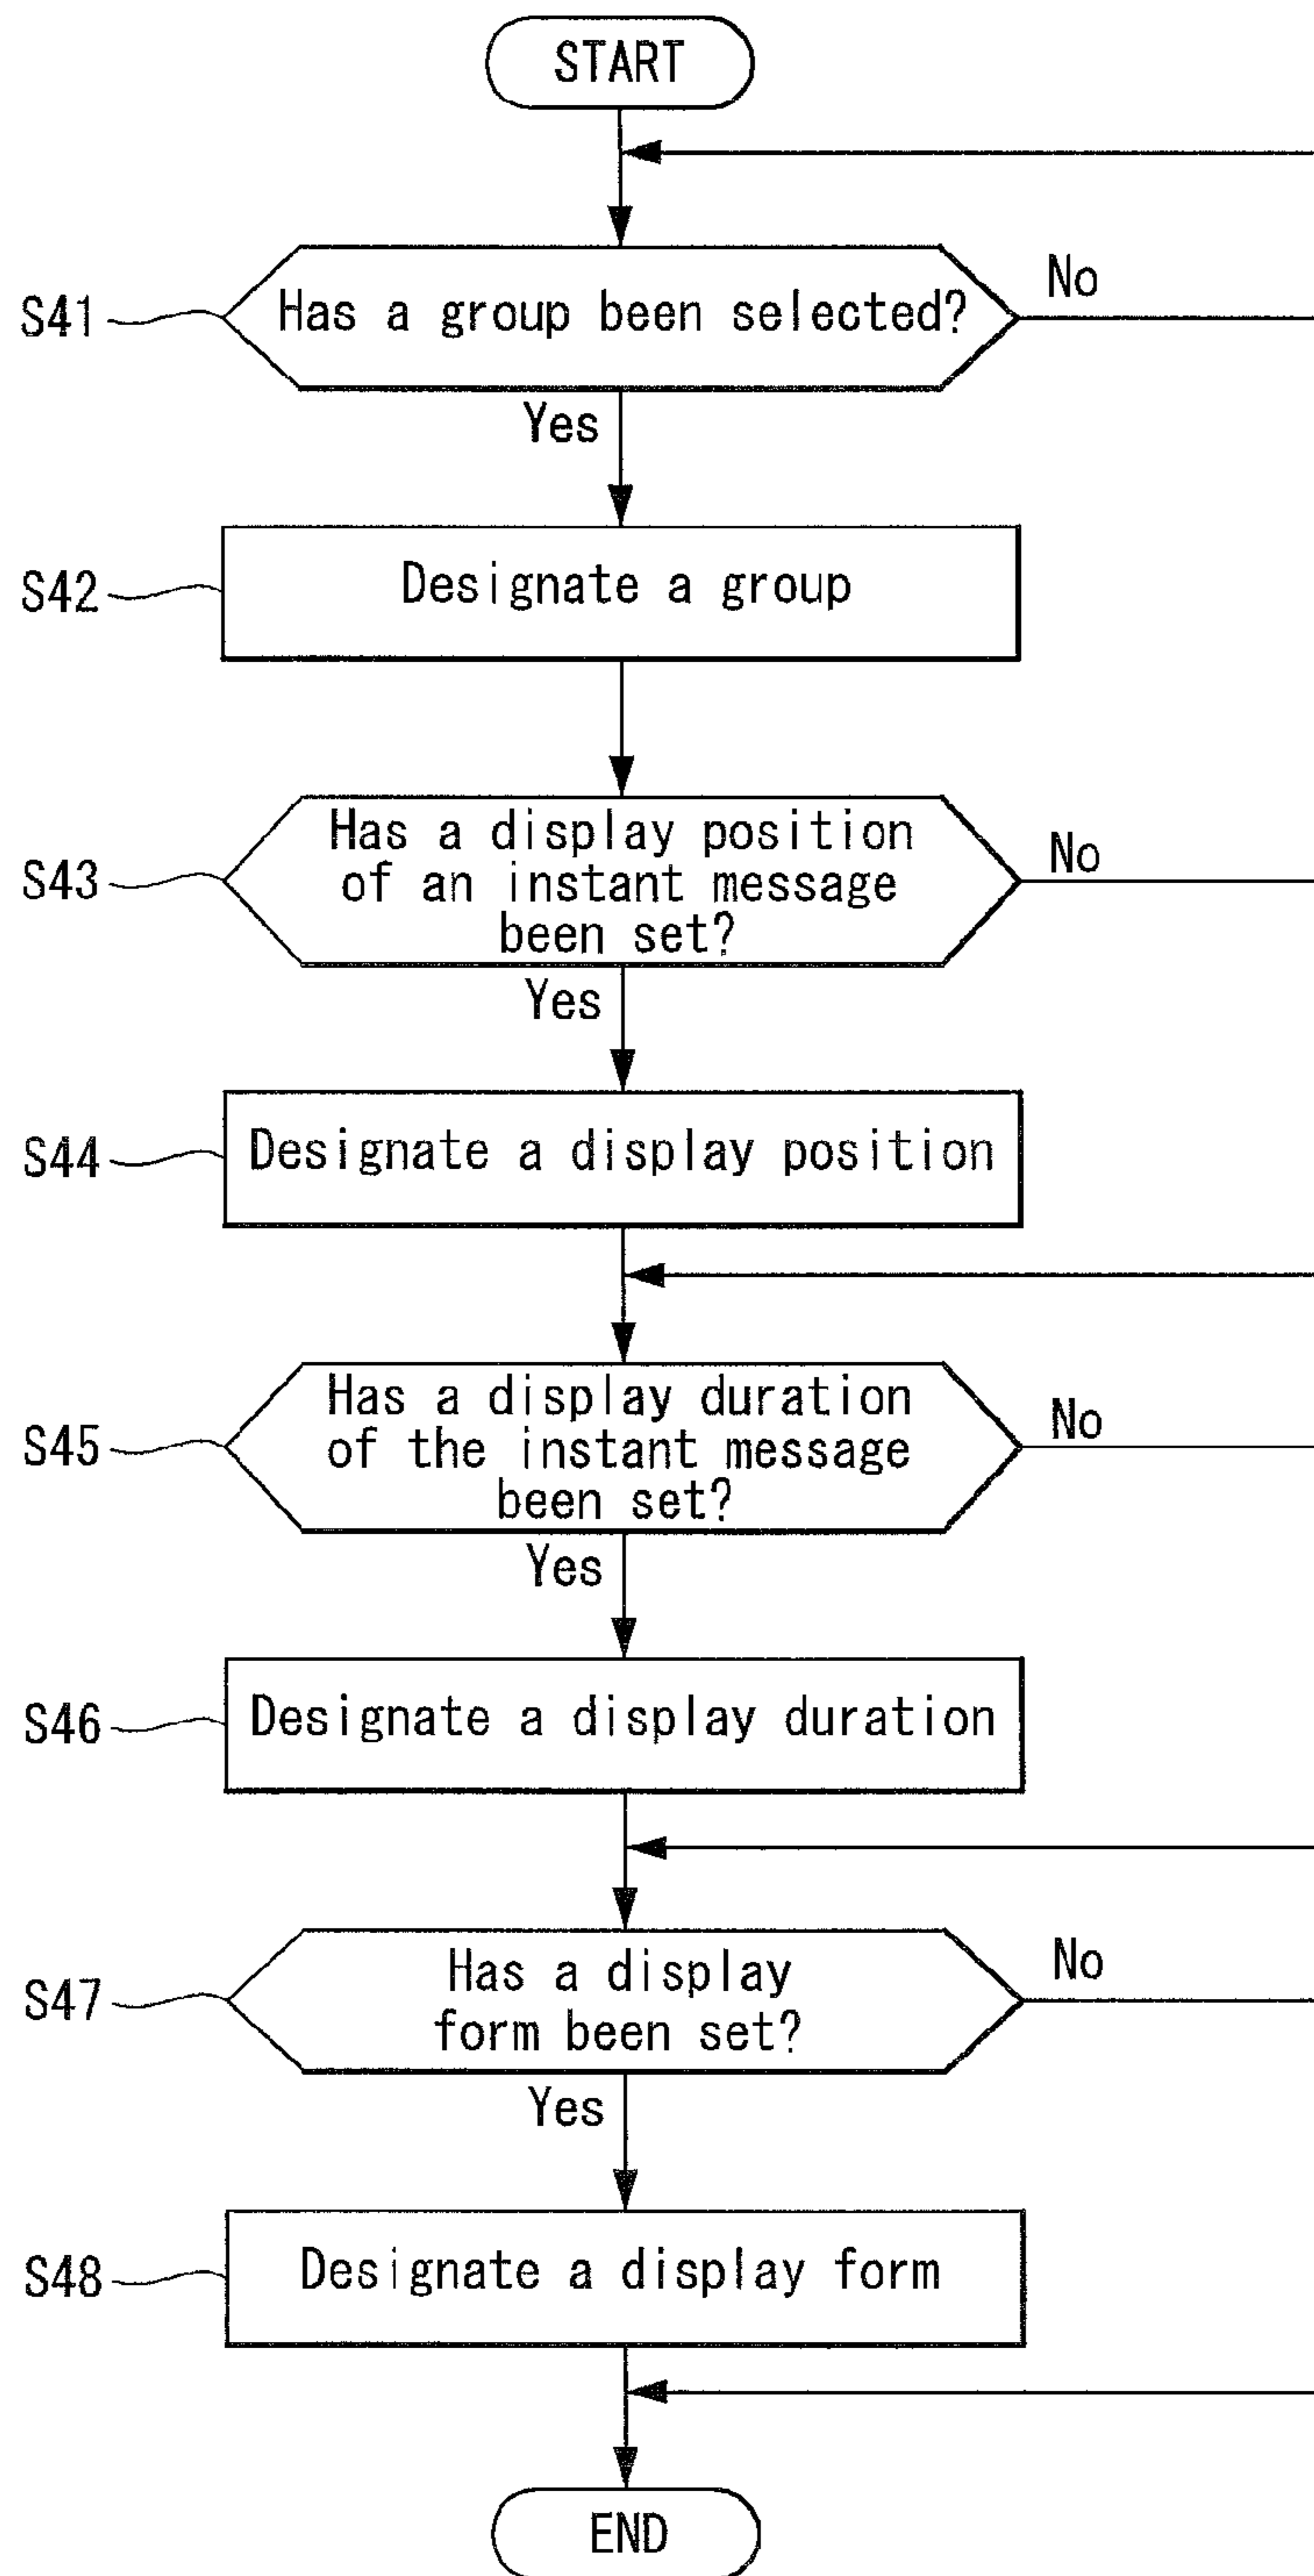 START
S41
Has a group been selected?
No
Yes
S42
Designate a group
S43
Has a display position
of an instant message
been set?
No
Yes
S44
Designate a display position
S45
Has a display duration
of the instant message
been set?
No
Yes
S46
Designate a display duration
S47
Has a display
form been set?
No
Yes
S48
Designate a display form
END